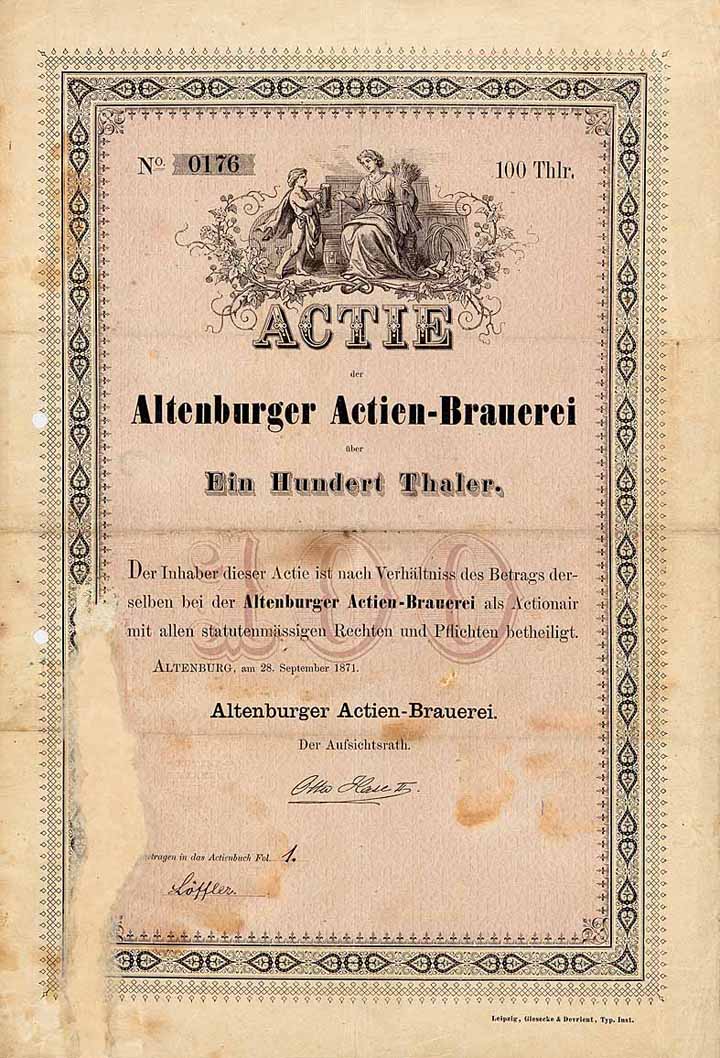 No. 0176
100 Thlr.
ACTIE
der
Altenburger Actien-Brauerei
über
Ein Hundert Thaler.
100
Der Inhaber dieser Actie ist nach Verhältniss des Betrags der-
selben bei der Altenburger Actien-Brauerei als Actionair
mit allen statutenmässigen Rechten und Pflichten betheiligt.
ALTENBURG, am 28. September 1871.
Altenburger Actien-Brauerei.
Der Aufsichtsrath.
Otto Hase II.
tragen in das Actienbuch Fol. 1.
Löffler.
Leipzig, Giesecke & Devrient, Typ. Inst.